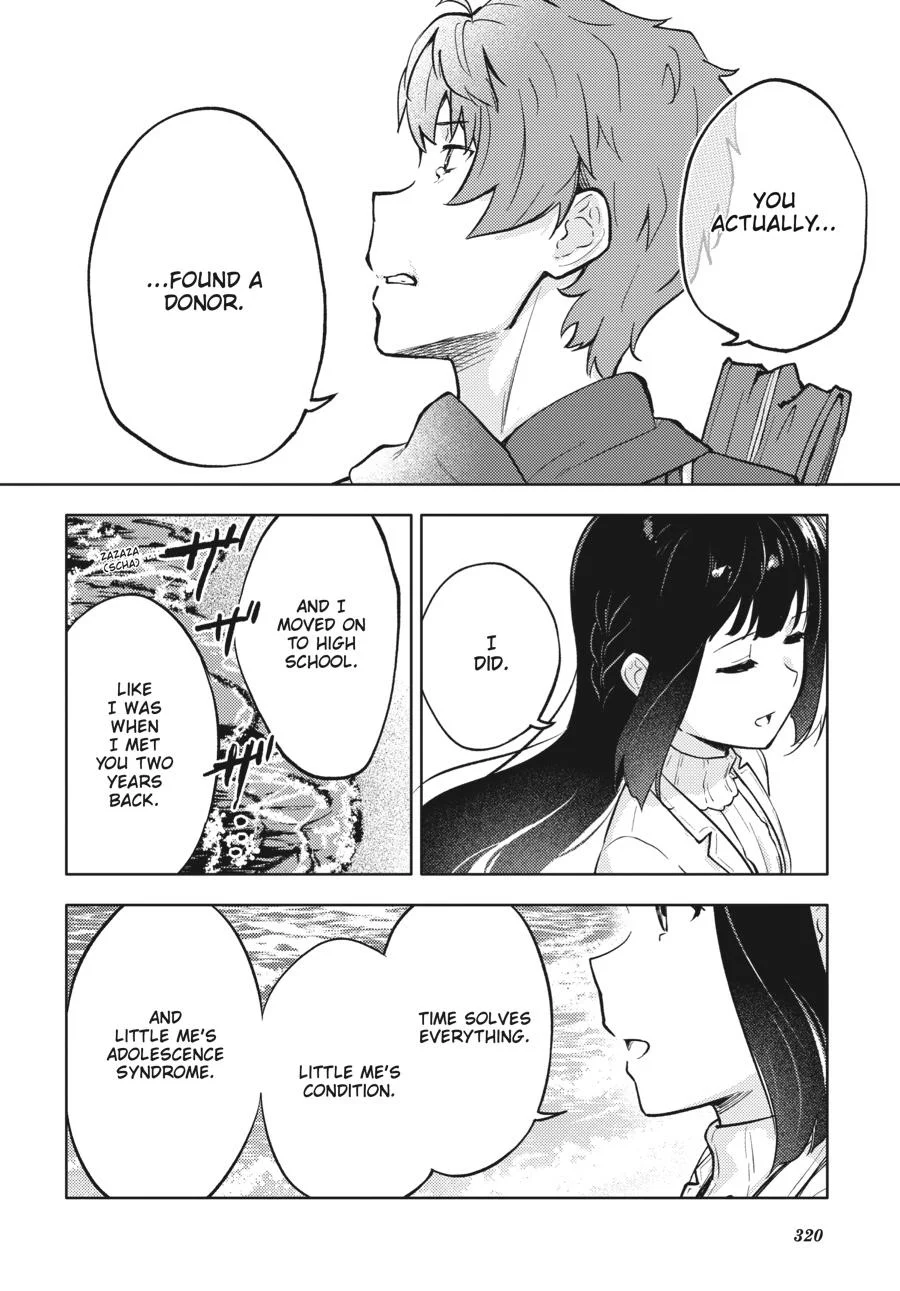 YOU
ACTUALLY...
...FOUND A
DONOR.
I
DID.
AND I
MOVED ON
TO HIGH
SCHOOL.
ZAZAZA
(SCHA)
LIKE
I WAS
WHEN
I MET
YOU TWO
YEARS
BACK.
TIME SOLVES
EVERYTHING.
LITTLE ME'S
CONDITION.
AND
LITTLE ME'S
ADOLESCENCE
SYNDROME.
320